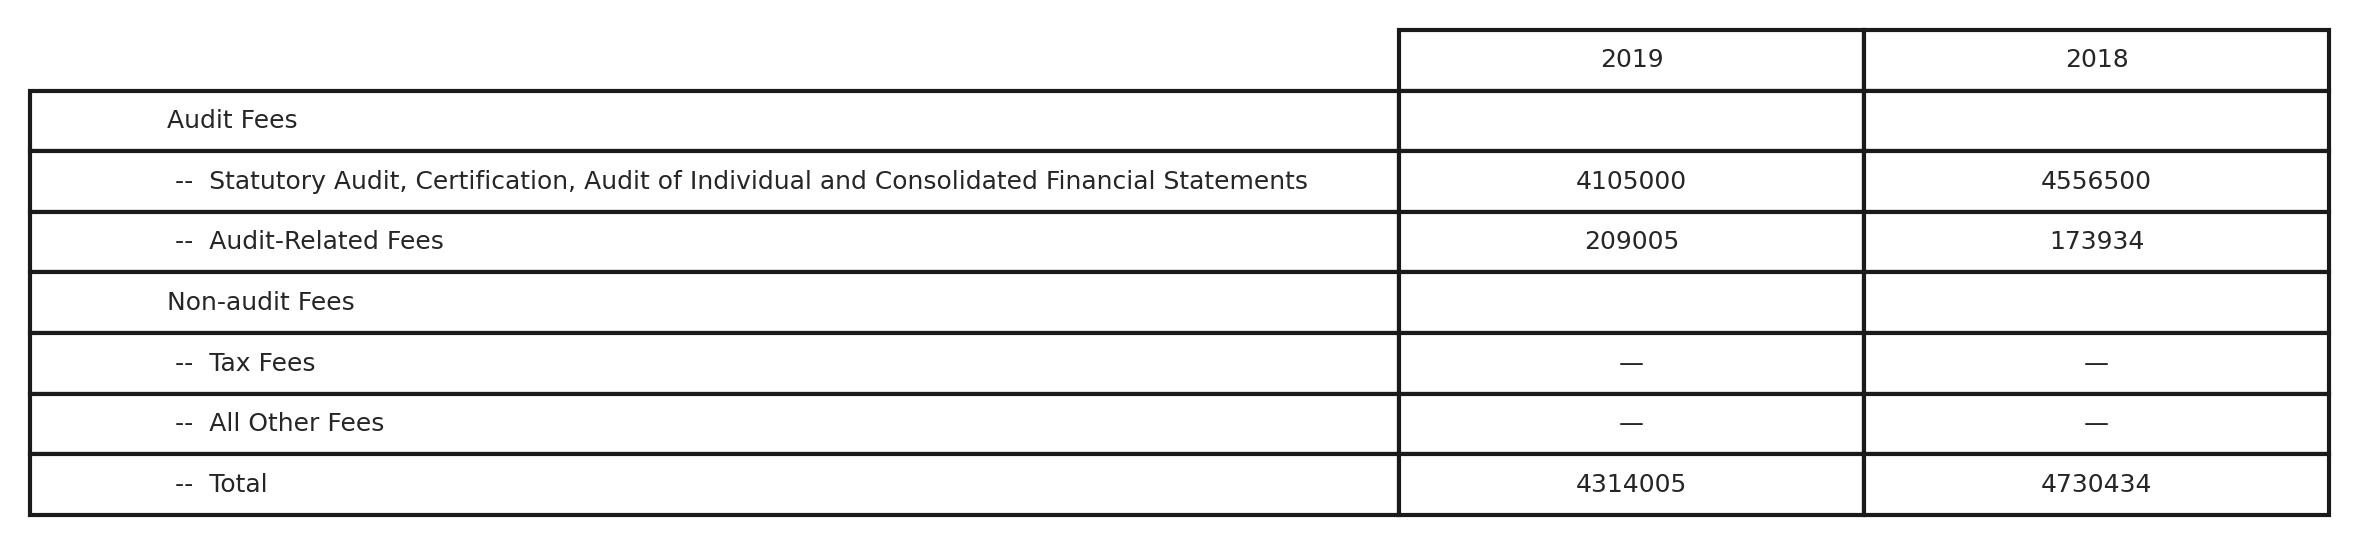 2019 2018
Audit Fees
-- Statutory Audit, Certification, Audit of Individual and Consolidated Financial Statements 4105000 4556500
-- Audit-Related Fees 209005 173934
Non-audit Fees
-- Tax Fees — —
-- All Other Fees — —
-- Total 4314005 4730434